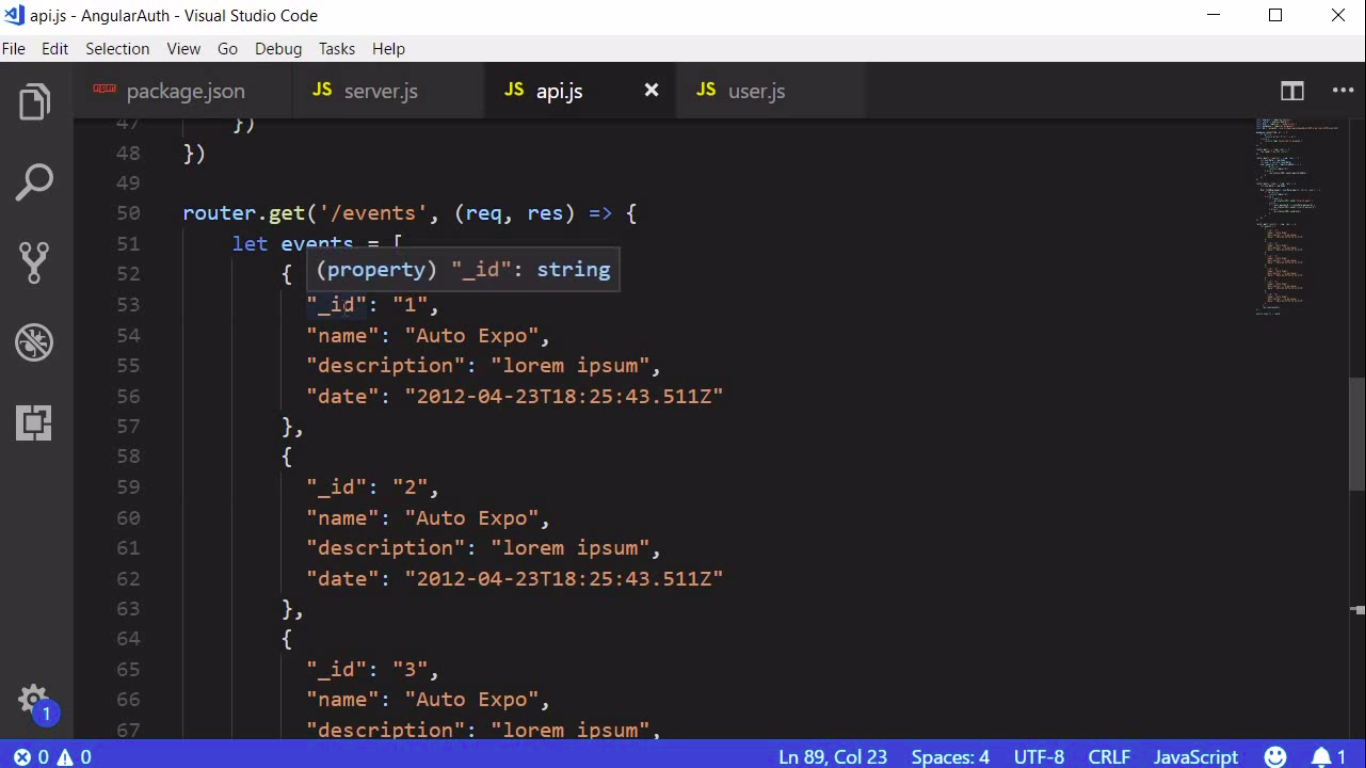 api.js - AngularAuth - Visual Studio Code
File Edit Selection View Go Debug Tasks Help
npm package.json JS server.js JS api.js JS user.js
47 })
48 })
49
50 router.get('/events', (req, res) => {
51 let events = [
52 {
(property) "_id": string
53 "_id": "1",
54 "name": "Auto Expo",
55 "description": "lorem ipsum",
56 "date": "2012-04-23T18:25:43.511Z"
57 },
58 {
59 "_id": "2",
60 "name": "Auto Expo",
61 "description": "lorem ipsum",
62 "date": "2012-04-23T18:25:43.511Z"
63 },
64 {
65 "_id": "3",
66 "name": "Auto Expo",
67 "description": "lorem ipsum",
1
0 0 Ln 89, Col 23 Spaces: 4 UTF-8 CRLF JavaScript 1